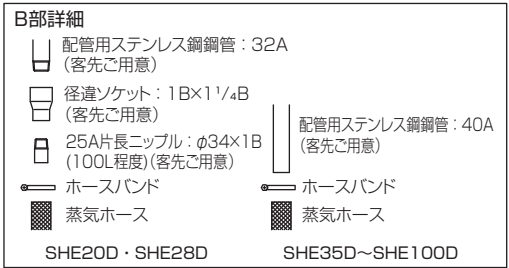 B部詳細
配管用ステンレス鋼鋼管：32A
（客先ご用意）
径違ソケット：1B×1¹/₄B
（客先ご用意）
25A片長ニップル：φ34×1B
(100L程度)（客先ご用意）
ホースバンド
蒸気ホース
SHE20D・SHE28D
配管用ステンレス鋼鋼管：40A
（客先ご用意）
ホースバンド
蒸気ホース
SHE35D～SHE100D